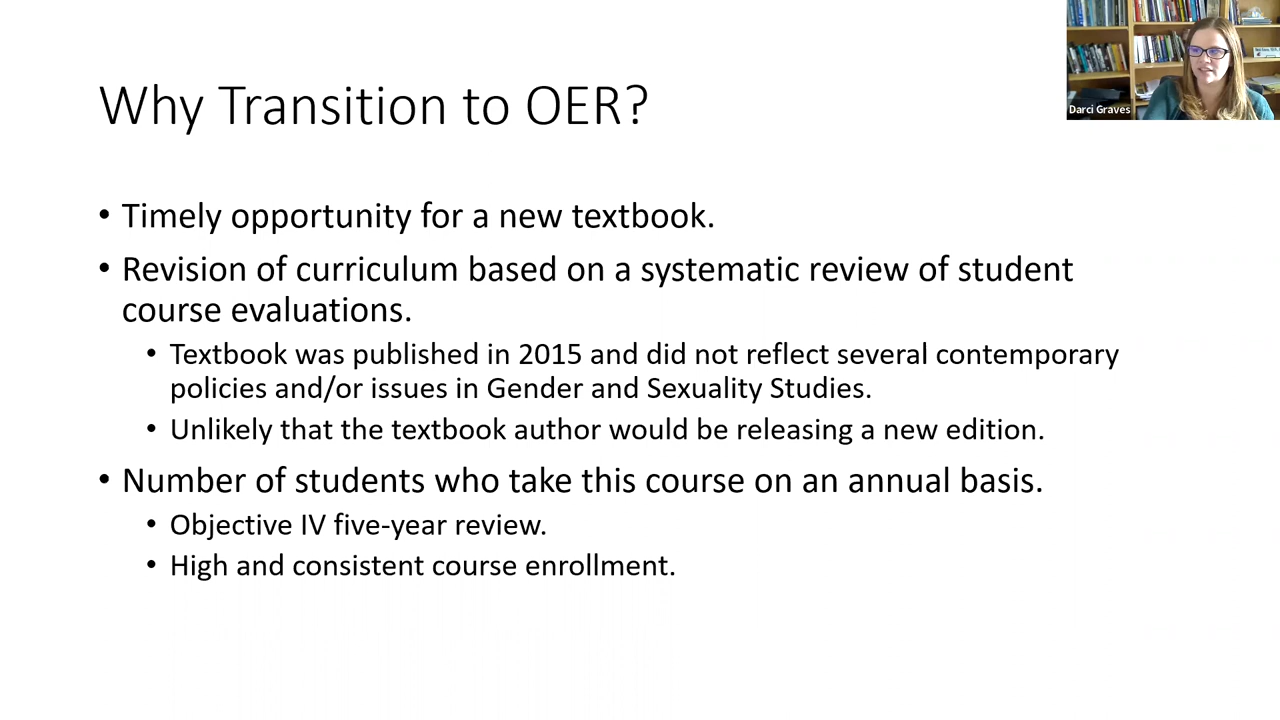 Why Transition to OER?
Darci Graves
• Timely opportunity for a new textbook.
• Revision of curriculum based on a systematic review of student
course evaluations.
• Textbook was published in 2015 and did not reflect several contemporary
policies and/or issues in Gender and Sexuality Studies.
• Unlikely that the textbook author would be releasing a new edition.
• Number of students who take this course on an annual basis.
• Objective IV five-year review.
• High and consistent course enrollment.